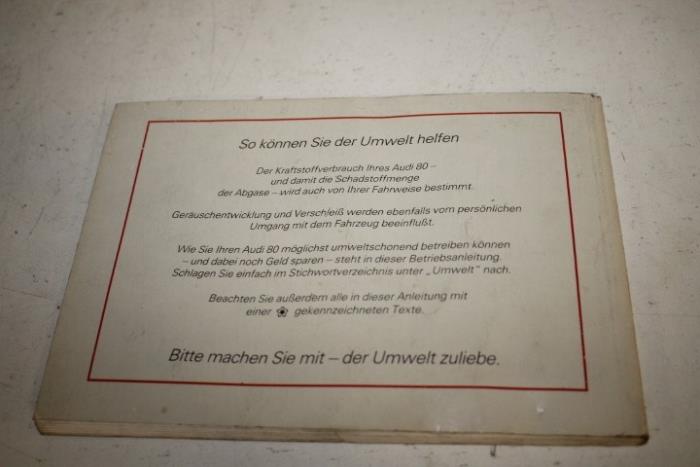 So können Sie der Umwelt helfen
Der Kraftstoffverbrauch Ihres Audi 80 –
und damit die Schadstoffmenge
der Abgase – wird auch von Ihrer Fahrweise bestimmt.
Geräuschentwicklung und Verschleiß werden ebenfalls vom persönlichen
Umgang mit dem Fahrzeug beeinflußt.
Wie Sie Ihren Audi 80 möglichst umweltschonend betreiben können
– und dabei noch Geld sparen – steht in dieser Betriebsanleitung.
Schlagen Sie einfach im Stichwortverzeichnis unter „Umwelt" nach.
Beachten Sie außerdem alle in dieser Anleitung mit
einer gekennzeichneten Texte.
Bitte machen Sie mit – der Umwelt zuliebe.